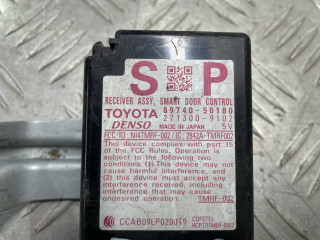 S P
RECEIVER ASSY, SMART DOOR CONTROL
TOYOTA 89740-50180
DENSO 271300-9102
MADE IN JAPAN 5V
FCC ID: NI4TMRF-002/IC: 2842A-TMRF002
This device complies with part 15
of the FCC Rules. Operation is
subject to the following two
conditions:(1)This device may not
cause harmful interference, and
(2) this device must accept any
interference received, including
interference that may cause
undesired operation. TMRF-002
CCAB09LP0200T9
COFETEL